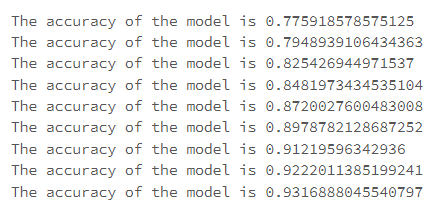 The accuracy of the model is 0.775918578575125
The accuracy of the model is 0.7948939106434363
The accuracy of the model is 0.825426944971537
The accuracy of the model is 0.8481973434535104
The accuracy of the model is 0.8720027600483008
The accuracy of the model is 0.8978782128687252
The accuracy of the model is 0.91219596342936
The accuracy of the model is 0.9222011385199241
The accuracy of the model is 0.9316888045540797